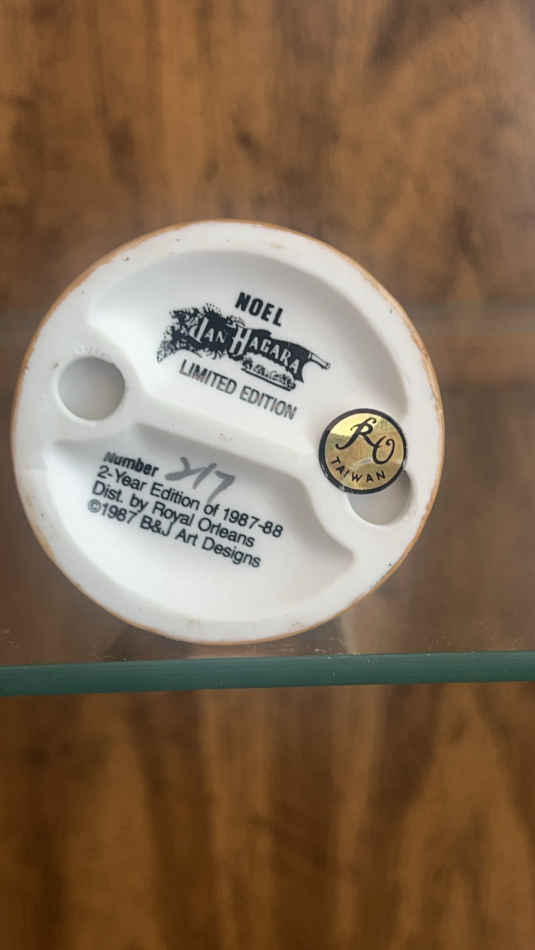 NOEL
JAN HAGARA
LIMITED EDITION
RO
TAIWAN
Number 217
2-Year Edition of 1987-88
Dist. by Royal Orleans
©1987 B&J Art Designs